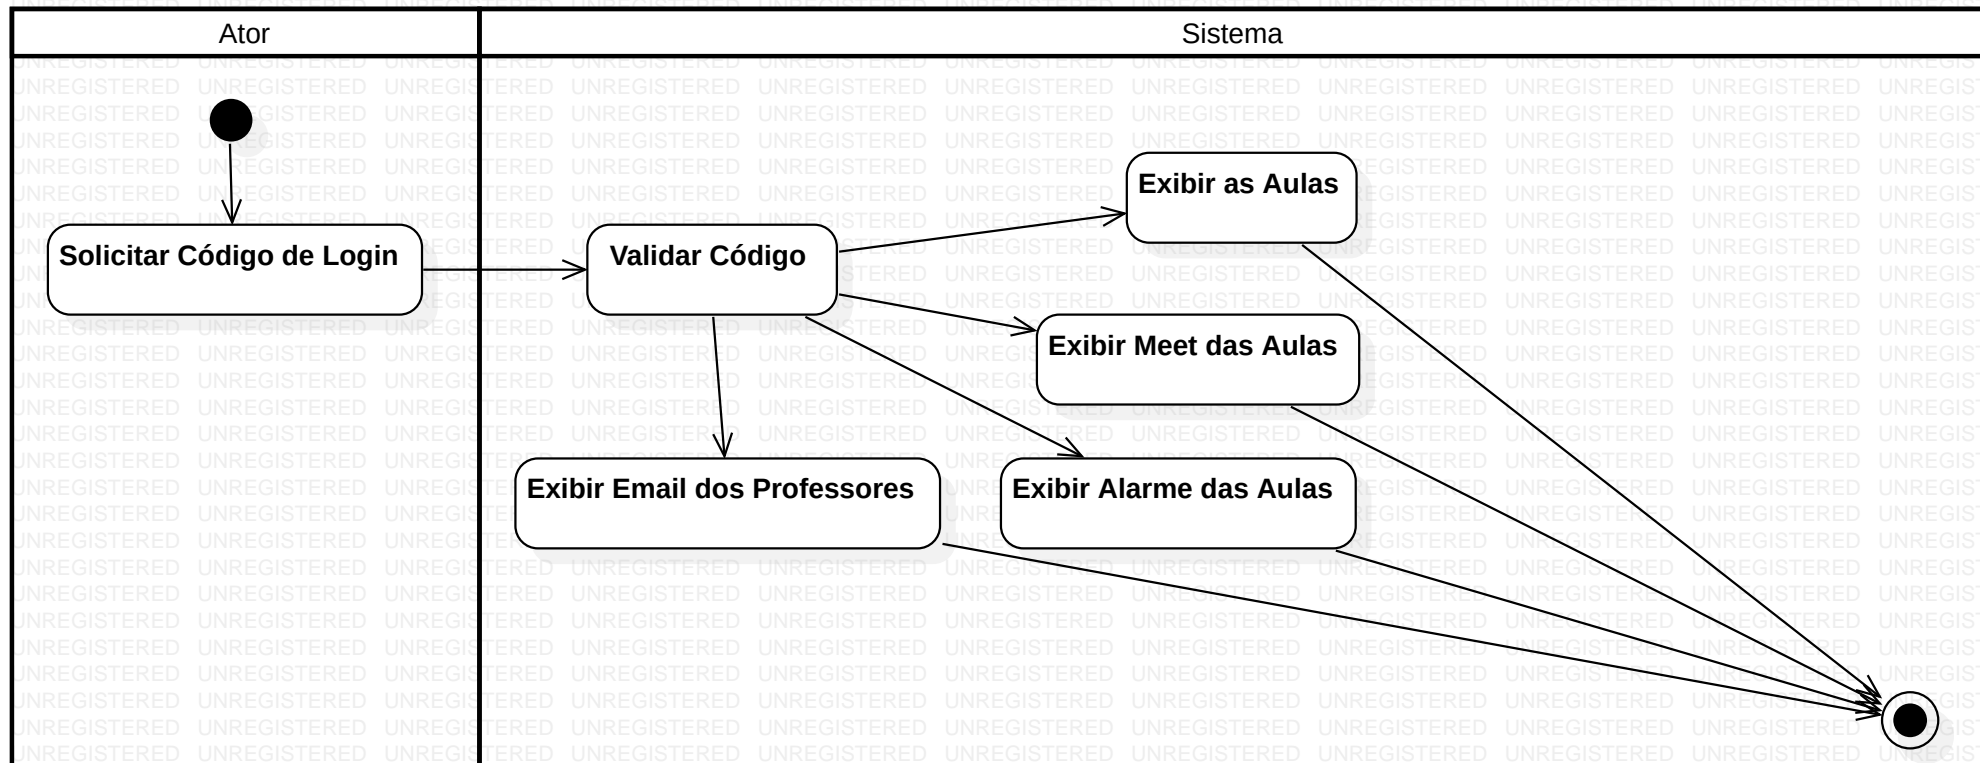 Ator
Sistema
Exibir as Aulas
Solicitar Código de Login
Validar Código
Exibir Meet das Aulas
Exibir Email dos Professores
Exibir Alarme das Aulas
UNREGISTERED